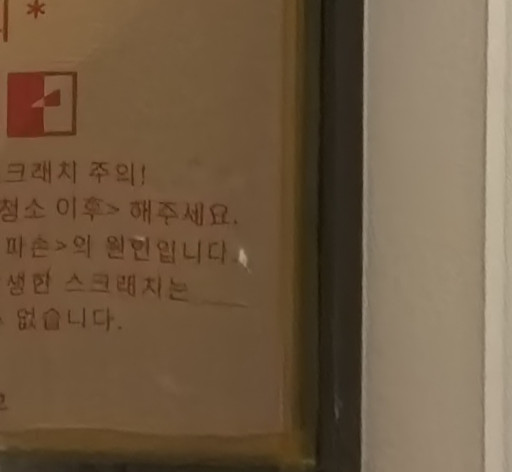 *
크래치 주의!
청소 이후> 해주세요.
파손>의 원인입니다.
생한 스크래치는
없습니다.